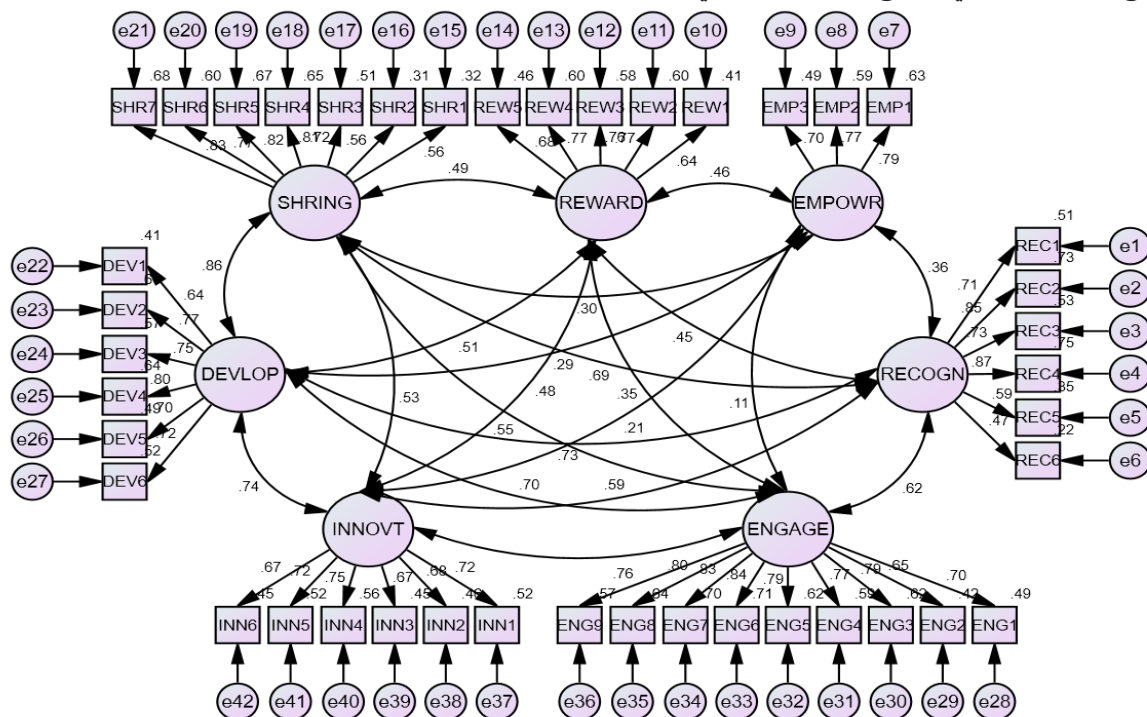 e21 e20 e19 e18 e17 e16 e15 e14 e13 e12 e11 e10 e9 e8 e7
.68 .60 .67 .65 .51 .31 .32 .46 .60 .58 .60 .41 .49 .59 .63
SHR7 SHR6 SHR5 SHR4 SHR3 SHR2 SHR1 REW5 REW4 REW3 REW2 REW1 EMP3 EMP2 EMP1
.83 .82 .72 .56 .56 .68 .77 .77 .64 .70 .77 .79
SHRING .49 REWARD .46 EMPOWR
.51
REC1 e1
.41
e22 DEV1 .86 .36 .71 .73
REC2 e2
.64 .85 .53
e23 DEV2 .77 .30 .73 REC3 e3
.75 .51 .45 .75
e24 DEV3 DEVLOP .29 RECOGN .87 REC4 e4
.64 .69
e25 DEV4 .80 .48 .35 .11 .59 REC5 e5
.53 .47 .22
e26 DEV5 .70 .55 .21 REC6 e6
.72 .73
.52
e27 DEV6 .74 .70 .59 .62
INNOVT ENGAGE
.67 .72 .75 .67 .68 .72 .76 .80 .83 .84 .79 .77 .79 .65 .70
.45 .52 .56 .45 .52 .57 .70 .71 .62 .59 .42 .49
INN6 INN5 INN4 INN3 INN2 INN1 ENG9 ENG8 ENG7 ENG6 ENG5 ENG4 ENG3 ENG2 ENG1
e42 e41 e40 e39 e38 e37 e36 e35 e34 e33 e32 e31 e30 e29 e28